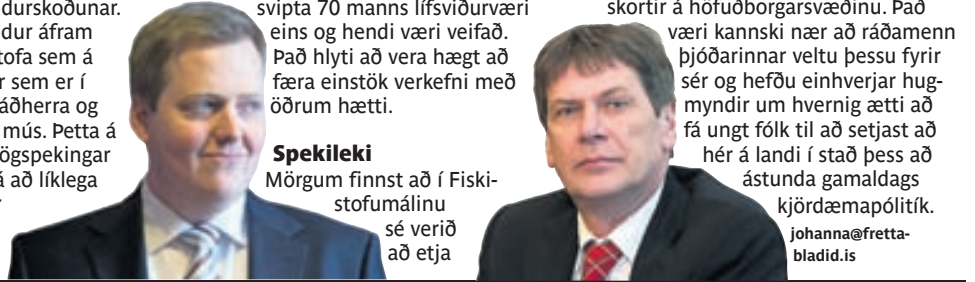 durskoðunar.
dur áfram
tofa sem á
r sem er í
áðherra og
mús. Þetta á
ögspekingar
á að líklega
svipta 70 manns lífsviðurværi
eins og hendi væri veifað.
Það hlyti að vera hægt að
færa einstök verkefni með
öðrum hætti.
Spekileki
Mörgum finnst að í Fiski-
stofumálinu
sé verið
að etja
skortir á höfuðborgarsvæðinu. Það
væri kannski nær að ráðamenn
þjóðarinnar veltu þessu fyrir
sér og hefðu einhverjar hug-
myndir um hvernig ætti að
fá ungt fólk til að setjast að
hér á landi í stað þess að
ástunda gamaldags
kjördæmapólitík.
johanna@fretta-
bladid.is